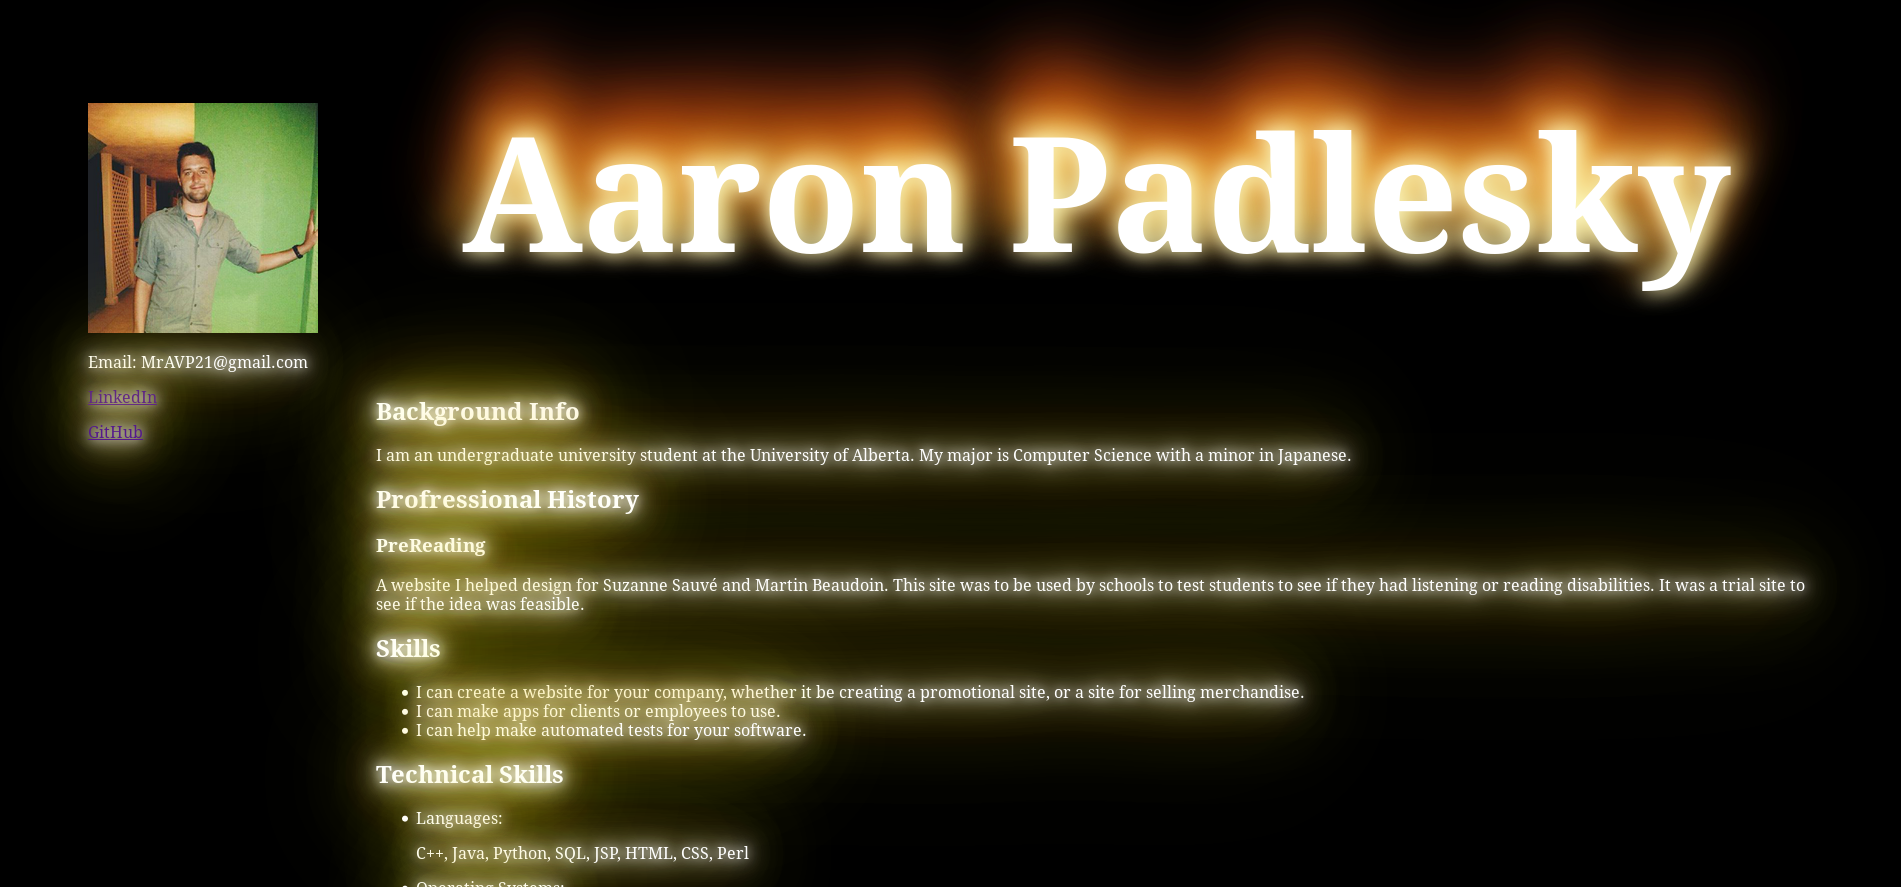 Aaron Padlesky
Email: MrAVP21@gmail.com
LinkedIn
GitHub
Background Info
I am an undergraduate university student at the University of Alberta. My major is Computer Science with a minor in Japanese.
Profressional History
PreReading
A website I helped design for Suzanne Sauvé and Martin Beaudoin. This site was to be used by schools to test students to see if they had listening or reading disabilities. It was a trial site to
see if the idea was feasible.
Skills
• I can create a website for your company, whether it be creating a promotional site, or a site for selling merchandise.
• I can make apps for clients or employees to use.
• I can help make automated tests for your software.
Technical Skills
• Languages:
C++, Java, Python, SQL, JSP, HTML, CSS, Perl
• Operating Systems: